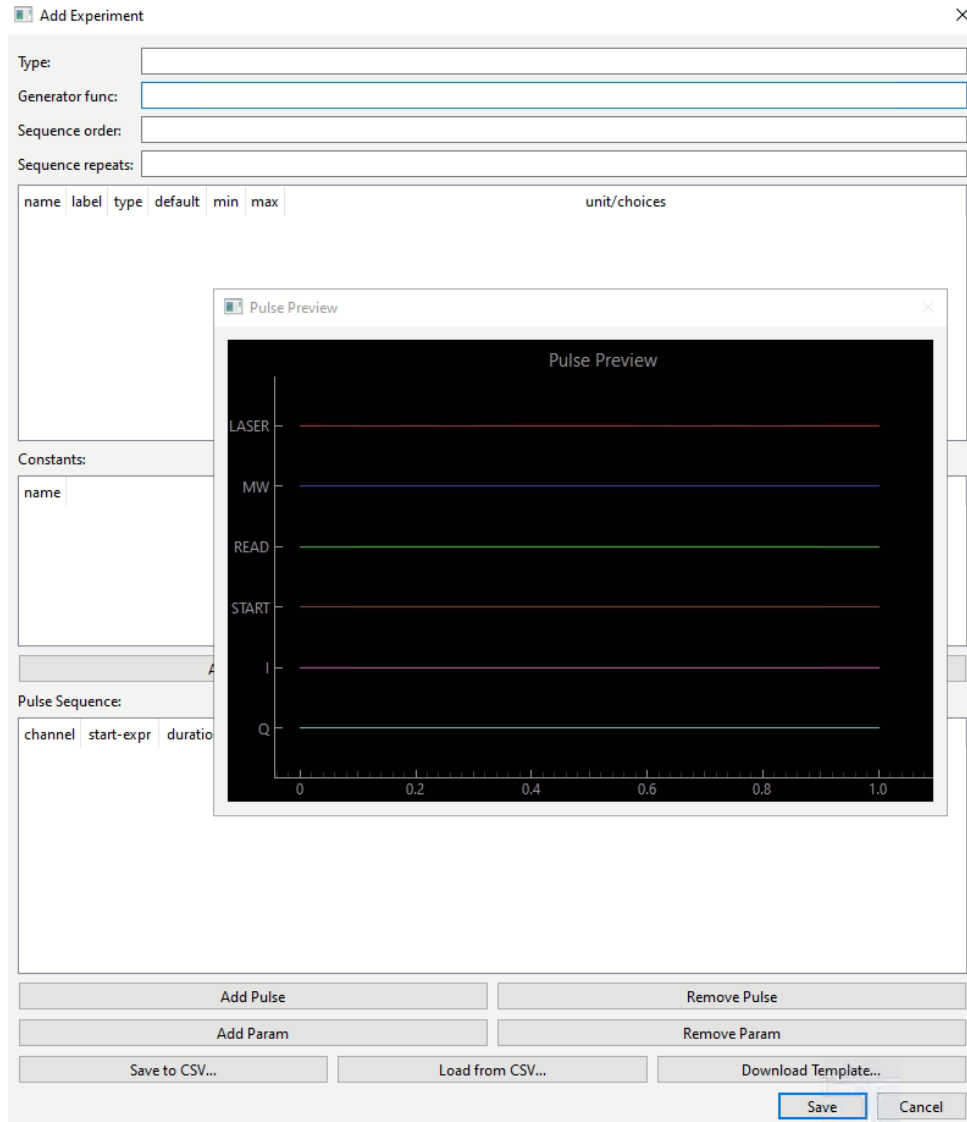 Add Experiment
Type:
Generator func:
Sequence order:
Sequence repeats:
name label type default min max unit/choices
Pulse Preview
Pulse Preview
LASER
MW
READ
START
I
Q
0 0.2 0.4 0.6 0.8 1.0
Constants:
name
Pulse Sequence:
channel start-expr
Add Pulse Remove Pulse
Add Param Remove Param
Save to CSV... Load from CSV... Download Template...
Save Cancel